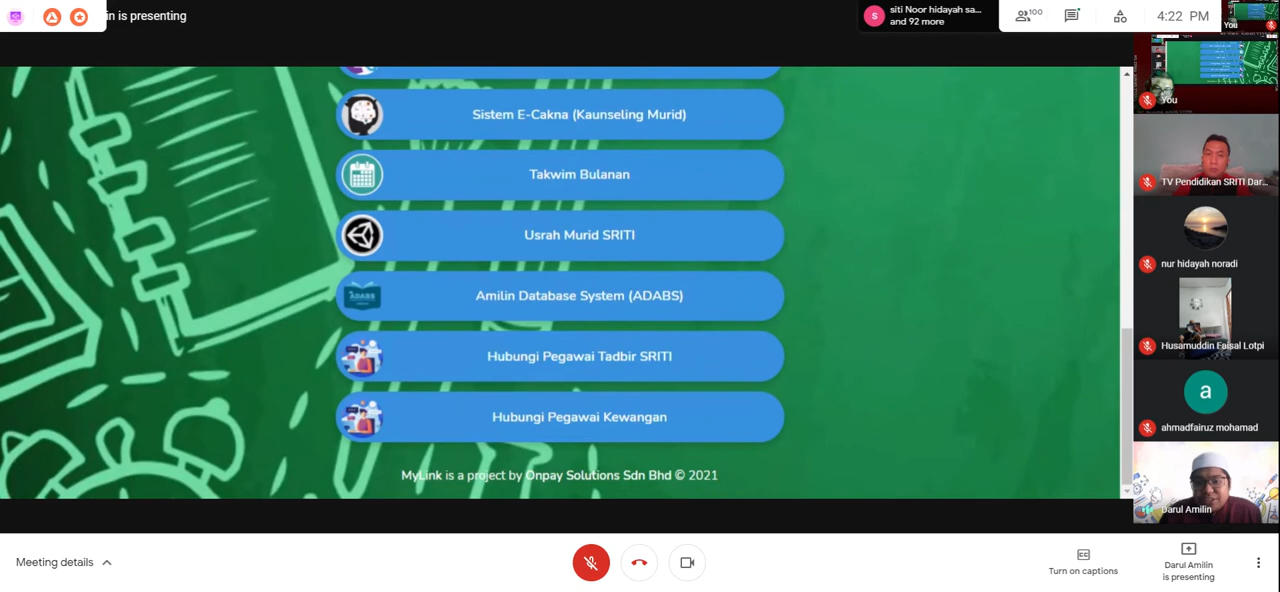 in is presenting
s
siti Noor hidayah sa...
and 92 more
100
4:22 PM
You
You
Sistem E-Cakna (Kaunseling Murid)
Takwim Bulanan
TV Pendidikan SRITI Dar...
Usrah Murid SRITI
nur hidayah noradi
ADABS
Amilin Database System (ADABS)
Husamuddin Faisal Lotpi
Hubungi Pegawai Tadbir SRITI
a
Hubungi Pegawai Kewangan
ahmadfairuz mohamad
MyLink is a project by Onpay Solutions Sdn Bhd © 2021
Darul Amilin
Meeting details
CC
Turn on captions
Darul Amilin
is presenting